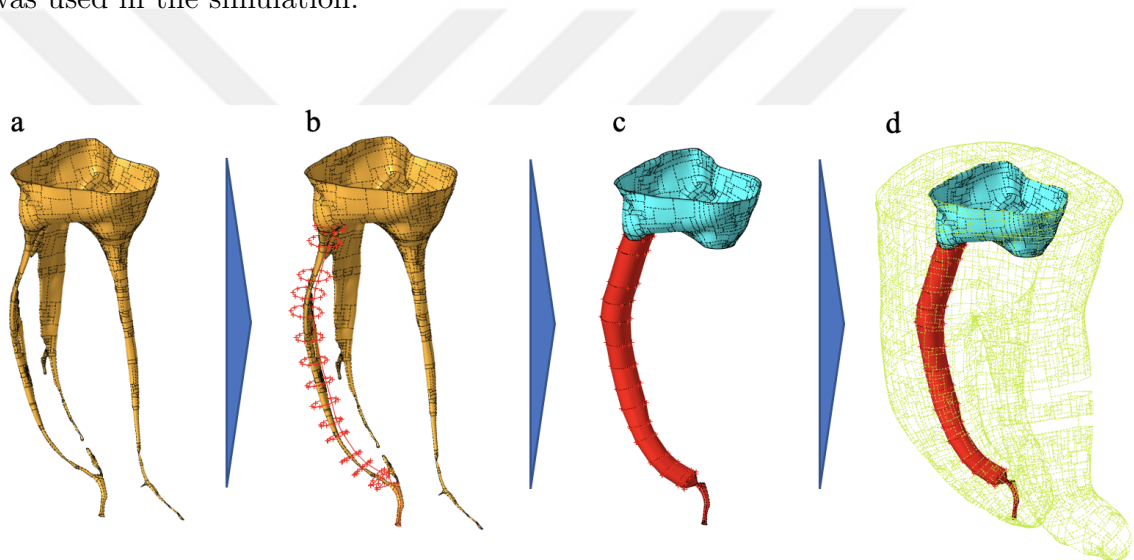 was used in the simulation.
a b c d